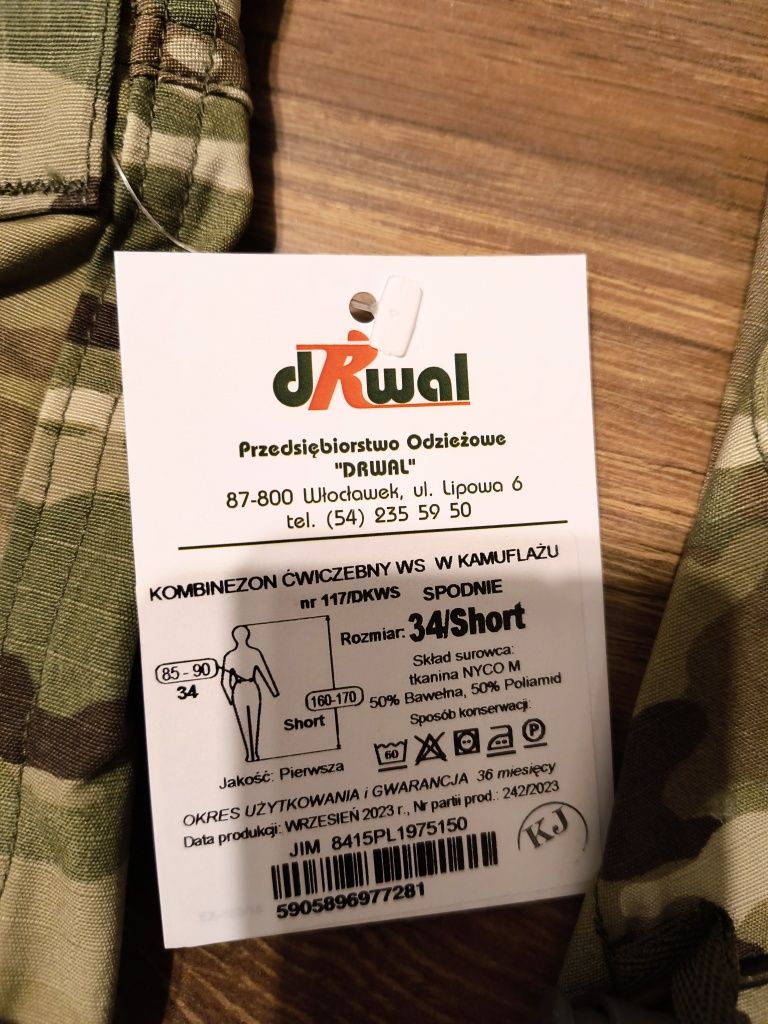 dRwal
Przedsiębiorstwo Odzieżowe
"DRWAL"
87-800 Włocławek, ul. Lipowa 6
tel. (54) 235 59 50
KOMBINEZON ĆWICZEBNY WS W KAMUFLAŻU
nr 117/DKWS SPODNIE
Rozmiar: 34/Short
85 - 90
34
160-170
Short
Skład surowca:
tkanina NYCO M
50% Bawełna, 50% Poliamid
Sposób konserwacji:
60
P
Jakość: Pierwsza
OKRES UŻYTKOWANIA i GWARANCJA 36 miesięcy
Data produkcji: WRZESIEŃ 2023 r., Nr partii prod.: 242/2023
JIM 8415PL1975150
KJ
5905896977281